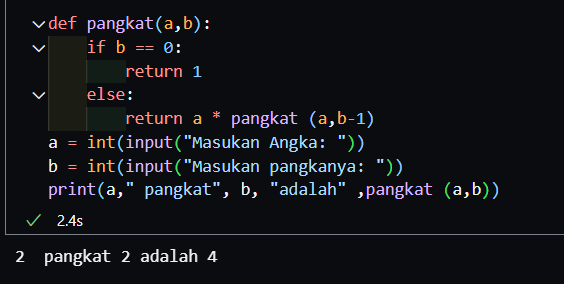 def pangkat(a,b):
    if b == 0:
        return 1
    else:
        return a * pangkat (a,b-1)
a = int(input("Masukan Angka: "))
b = int(input("Masukan pangkanya: "))
print(a," pangkat", b, "adalah" ,pangkat (a,b))
2.4s
2  pangkat 2 adalah 4